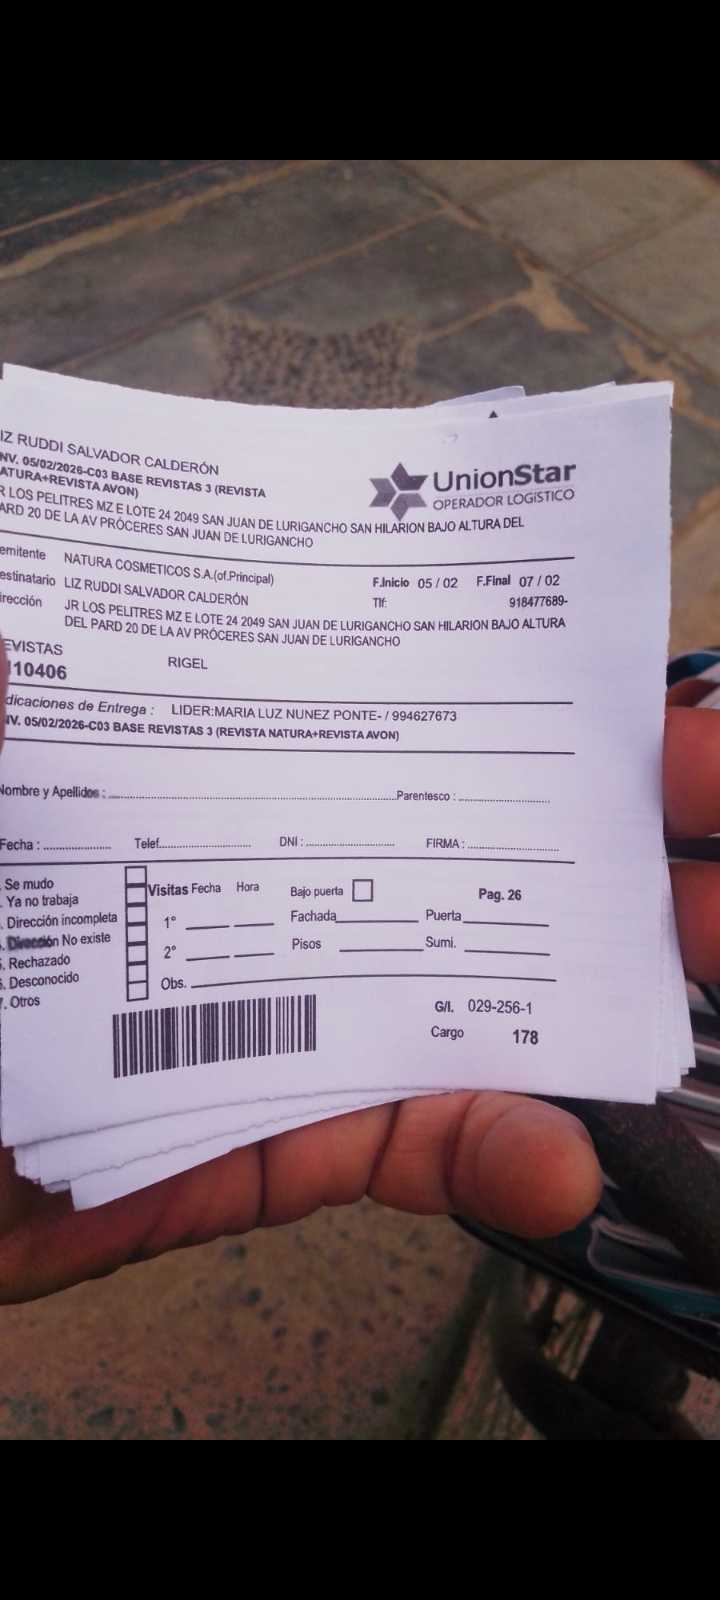 IZ RUDDI SALVADOR CALDERÓN
NV. 05/02/2026-C03 BASE REVISTAS 3 (REVISTA
ATURA+REVISTA AVON)
R LOS PELITRES MZ E LOTE 24 2049 SAN JUAN DE LURIGANCHO SAN HILARION BAJO ALTURA DEL
ARD 20 DE LA AV PRÓCERES SAN JUAN DE LURIGANCHO
UnionStar
OPERADOR LOGÍSTICO
emitente NATURA COSMETICOS S.A.(of.Principal)
estinatario LIZ RUDDI SALVADOR CALDERÓN
F.Inicio 05 / 02 F.Final 07 / 02
Tlf: 918477689-
irección JR LOS PELITRES MZ E LOTE 24 2049 SAN JUAN DE LURIGANCHO SAN HILARION BAJO ALTURA
DEL PARD 20 DE LA AV PRÓCERES SAN JUAN DE LURIGANCHO
EVISTAS
110406 RIGEL
dicaciones de Entrega : LIDER:MARIA LUZ NUNEZ PONTE- / 994627673
NV. 05/02/2026-C03 BASE REVISTAS 3 (REVISTA NATURA+REVISTA AVON)
Nombre y Apellidos : Parentesco :
Fecha : Telef. DNI : FIRMA :
. Se mudo
. Ya no trabaja
. Dirección incompleta
. Dirección No existe
5. Rechazado
6. Desconocido
7. Otros
Visitas Fecha Hora
1°
2°
Obs.
Bajo puerta Pag. 26
Fachada Puerta
Pisos Sumi.
G/I. 029-256-1
Cargo 178